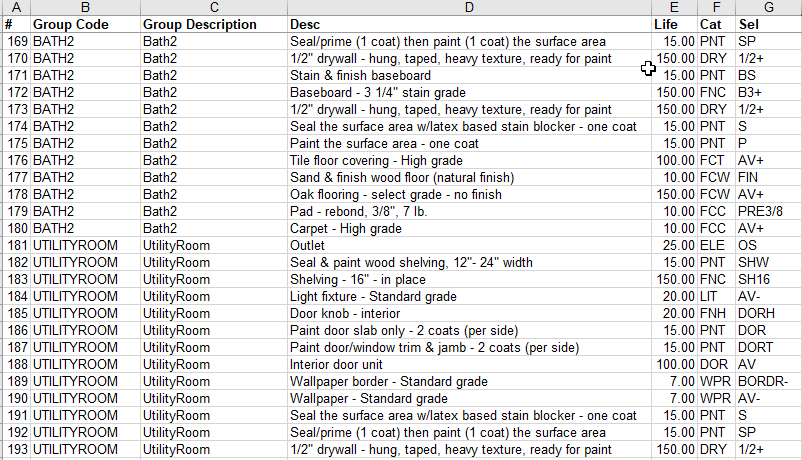 A B C D E F G
# Group Code Group Description Desc Life Cat Sel
169 BATH2 Bath2 Seal/prime (1 coat) then paint (1 coat) the surface area 15.00 PNT SP
170 BATH2 Bath2 1/2" drywall - hung, taped, heavy texture, ready for paint 150.00 DRY 1/2+
171 BATH2 Bath2 Stain & finish baseboard 15.00 PNT BS
172 BATH2 Bath2 Baseboard - 3 1/4" stain grade 150.00 FNC B3+
173 BATH2 Bath2 1/2" drywall - hung, taped, heavy texture, ready for paint 150.00 DRY 1/2+
174 BATH2 Bath2 Seal the surface area w/latex based stain blocker - one coat 15.00 PNT S
175 BATH2 Bath2 Paint the surface area - one coat 15.00 PNT P
176 BATH2 Bath2 Tile floor covering - High grade 100.00 FCT AV+
177 BATH2 Bath2 Sand & finish wood floor (natural finish) 10.00 FCW FIN
178 BATH2 Bath2 Oak flooring - select grade - no finish 150.00 FCW AV+
179 BATH2 Bath2 Pad - rebond, 3/8", 7 lb. 10.00 FCC PRE3/8
180 BATH2 Bath2 Carpet - High grade 10.00 FCC AV+
181 UTILITYROOM UtilityRoom Outlet 25.00 ELE OS
182 UTILITYROOM UtilityRoom Seal & paint wood shelving, 12"- 24" width 15.00 PNT SHW
183 UTILITYROOM UtilityRoom Shelving - 16" - in place 150.00 FNC SH16
184 UTILITYROOM UtilityRoom Light fixture - Standard grade 20.00 LIT AV-
185 UTILITYROOM UtilityRoom Door knob - interior 20.00 FNH DORH
186 UTILITYROOM UtilityRoom Paint door slab only - 2 coats (per side) 15.00 PNT DOR
187 UTILITYROOM UtilityRoom Paint door/window trim & jamb - 2 coats (per side) 15.00 PNT DORT
188 UTILITYROOM UtilityRoom Interior door unit 100.00 DOR AV
189 UTILITYROOM UtilityRoom Wallpaper border - Standard grade 7.00 WPR BORDR-
190 UTILITYROOM UtilityRoom Wallpaper - Standard grade 7.00 WPR AV-
191 UTILITYROOM UtilityRoom Seal the surface area w/latex based stain blocker - one coat 15.00 PNT S
192 UTILITYROOM UtilityRoom Seal/prime (1 coat) then paint (1 coat) the surface area 15.00 PNT SP
193 UTILITYROOM UtilityRoom 1/2" drywall - hung, taped, heavy texture, ready for paint 150.00 DRY 1/2+